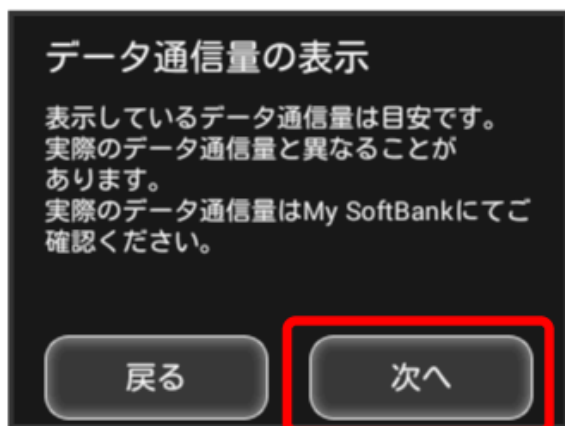 データ通信量の表示
表示しているデータ通信量は目安です。
実際のデータ通信量と異なることが
あります。
実際のデータ通信量はMy SoftBankにてご
確認ください。
戻る
次へ